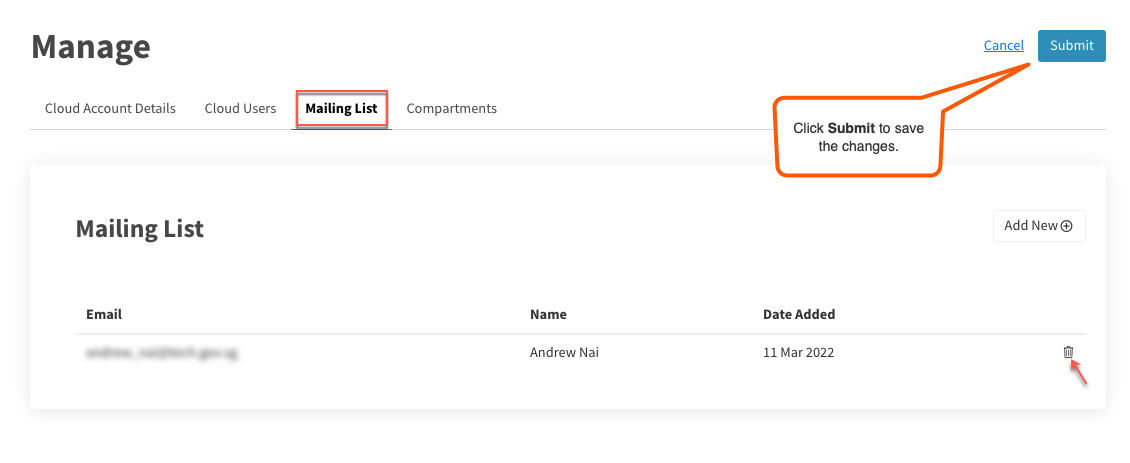 Manage
Cancel
Submit
Cloud Account Details
Cloud Users
Mailing List
Compartments
Click Submit to save
the changes.
Mailing List
Add New
Email
Name
Date Added
Andrew Nai
11 Mar 2022